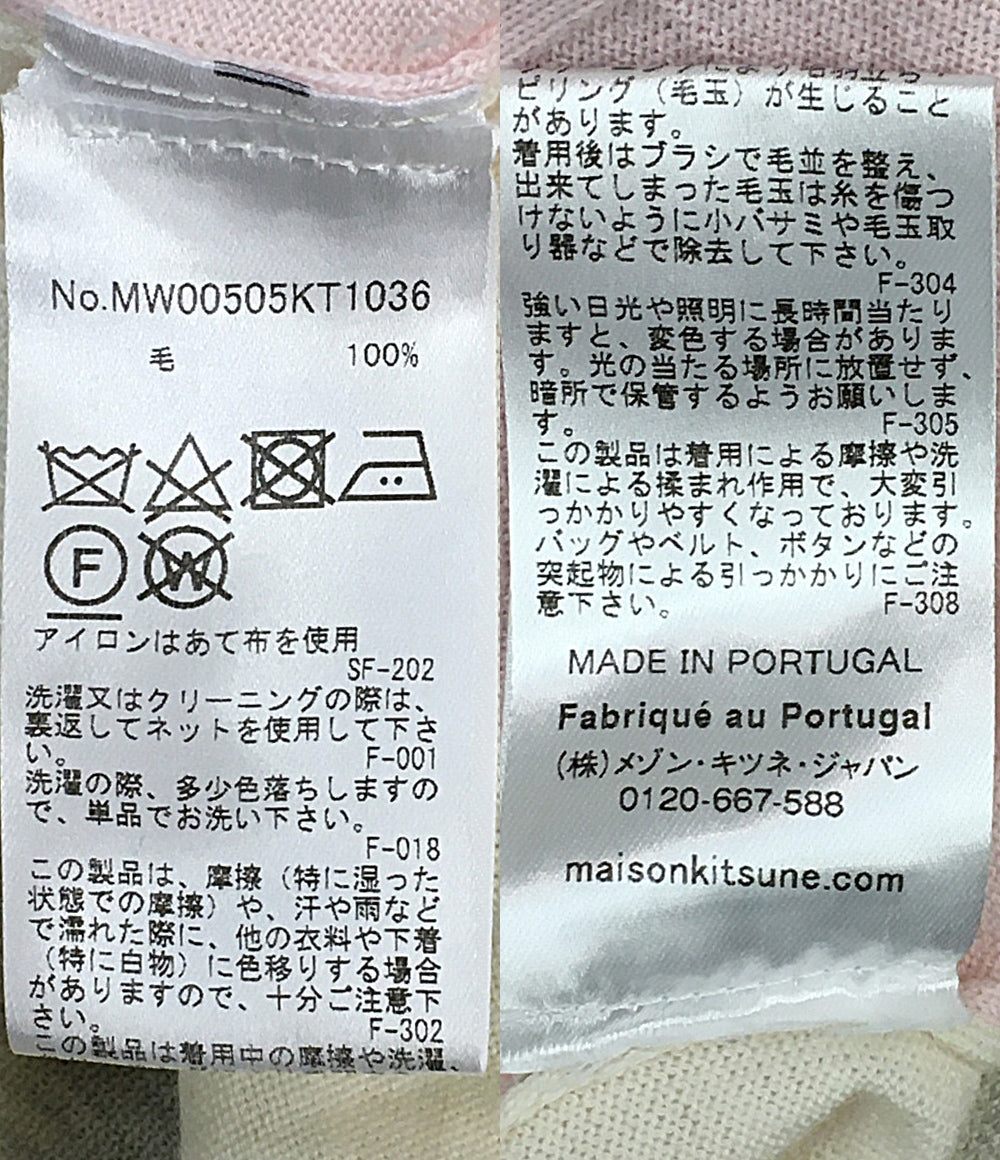 No.MW00505KT1036
毛 100%
F W
アイロンはあて布を使用
SF-202
洗濯又はクリーニングの際は、
裏返してネットを使用して下さ
い。 F-001
洗濯の際、多少色落ちしますの
で、単品でお洗い下さい。
F-018
この製品は、摩擦（特に湿った
状態での摩擦）や、汗や雨など
で濡れた際に、他の衣料や下着
（特に白物）に色移りする場合
がありますので、十分ご注意下
さい。 F-302
この製品は着用中の摩擦や洗濯、
ピリング（毛玉）が生じること
があります。
着用後はブラシで毛並を整え、
出来てしまった毛玉は糸を傷つ
けないように小バサミや毛玉取
り器などで除去して下さい。
F-304
強い日光や照明に長時間当たり
ますと、変色する場合がありま
す。光の当たる場所に放置せず、
暗所で保管するようお願いしま
す。 F-305
この製品は着用による摩擦や洗
濯による揉まれ作用で、大変引
っかかりやすくなっております。
バッグやベルト、ボタンなどの
突起物による引っかかりにご注
意下さい。 F-308
MADE IN PORTUGAL
Fabriqué au Portugal
(株)メゾン・キツネ・ジャパン
0120-667-588
maisonkitsune.com